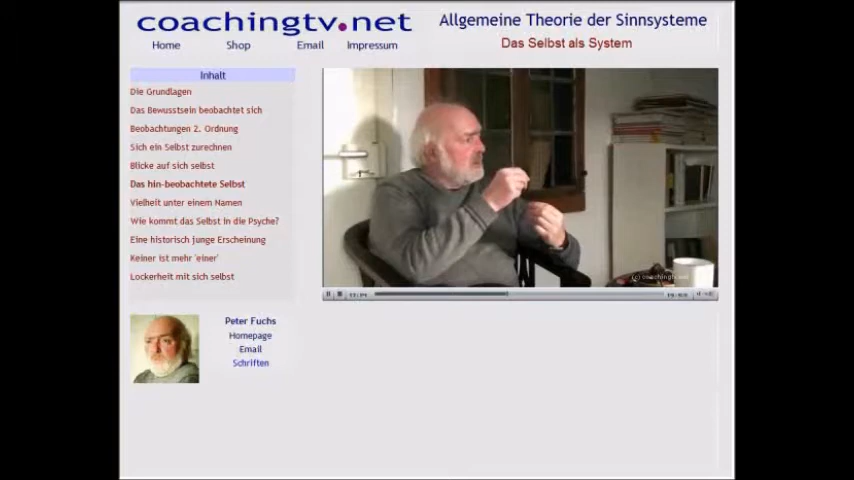 coachingtv.net
Allgemeine Theorie der Sinnsysteme
Das Selbst als System
Home
Shop
Email
Impressum
Inhalt
Die Grundlagen
Das Bewusstsein beobachtet sich
Beobachtungen 2. Ordnung
Sich ein Selbst zurechnen
Blicke auf sich selbst
Das hin-beobachtete Selbst
Vielheit unter einem Namen
Wie kommt das Selbst in die Psyche?
Eine historisch junge Erscheinung
Keiner ist mehr 'einer'
Lockerheit mit sich selbst
(c) coachingtv.net
Peter Fuchs
Homepage
Email
Schriften